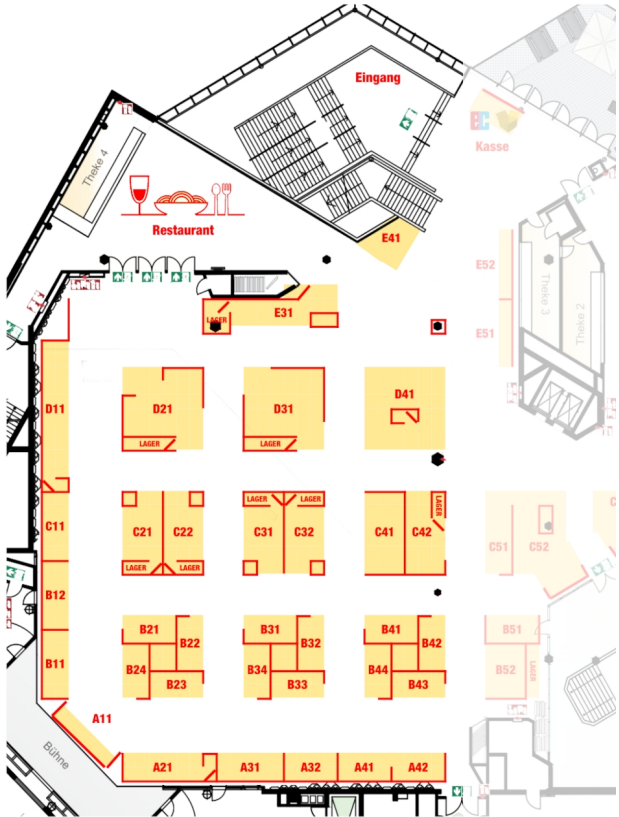 Eingang
EC
Kasse
Theke 4
Restaurant
E41
E52
Theke 3
Theke 2
E31
LAGER
E51
D11
D21
LAGER
D31
LAGER
D41
C11
C21
C22
LAGER
LAGER
LAGER
LAGER
C31
C32
C41
C42
LAGER
C51
C52
C
B12
B11
B21
B22
B24
B23
B31
B32
B34
B33
B41
B42
B44
B43
B51
B52
LAGER
A11
Bühne
A21
A31
A32
A41
A42